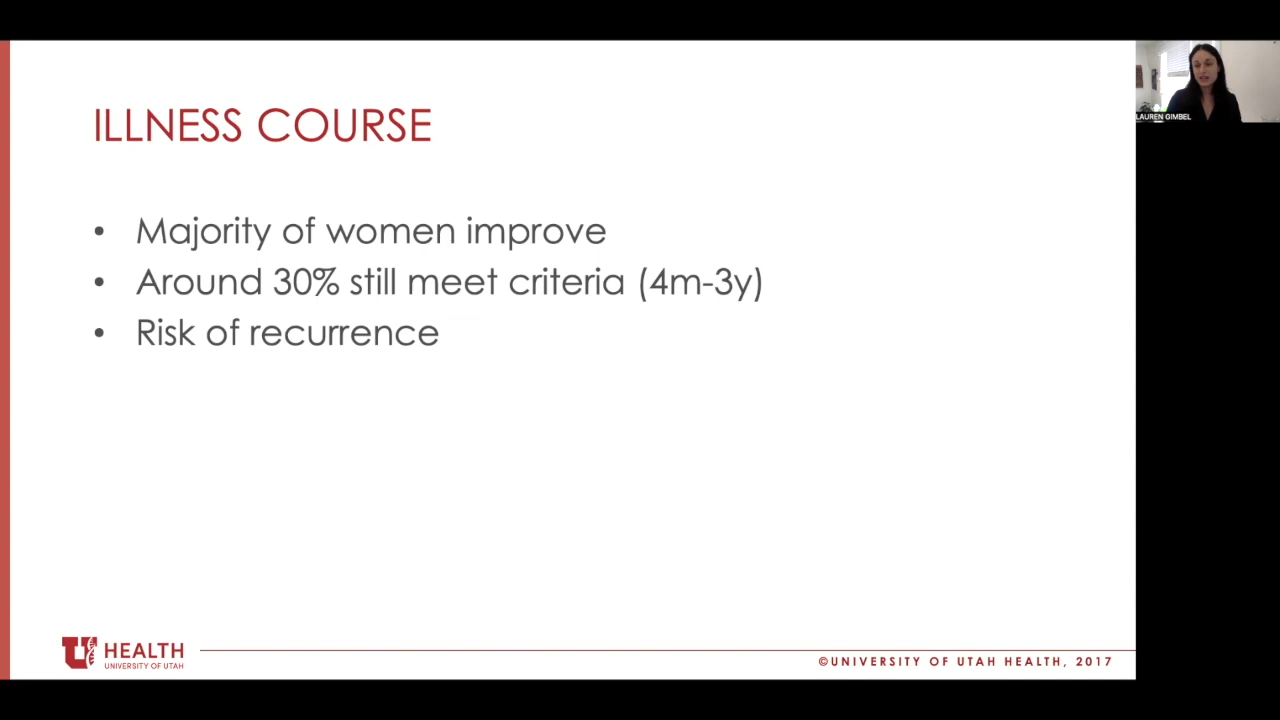 ILLNESS COURSE
• Majority of women improve
• Around 30% still meet criteria (4m-3y)
• Risk of recurrence
U HEALTH
UNIVERSITY OF UTAH
©UNIVERSITY OF UTAH HEALTH, 2017
LAUREN GIMBEL